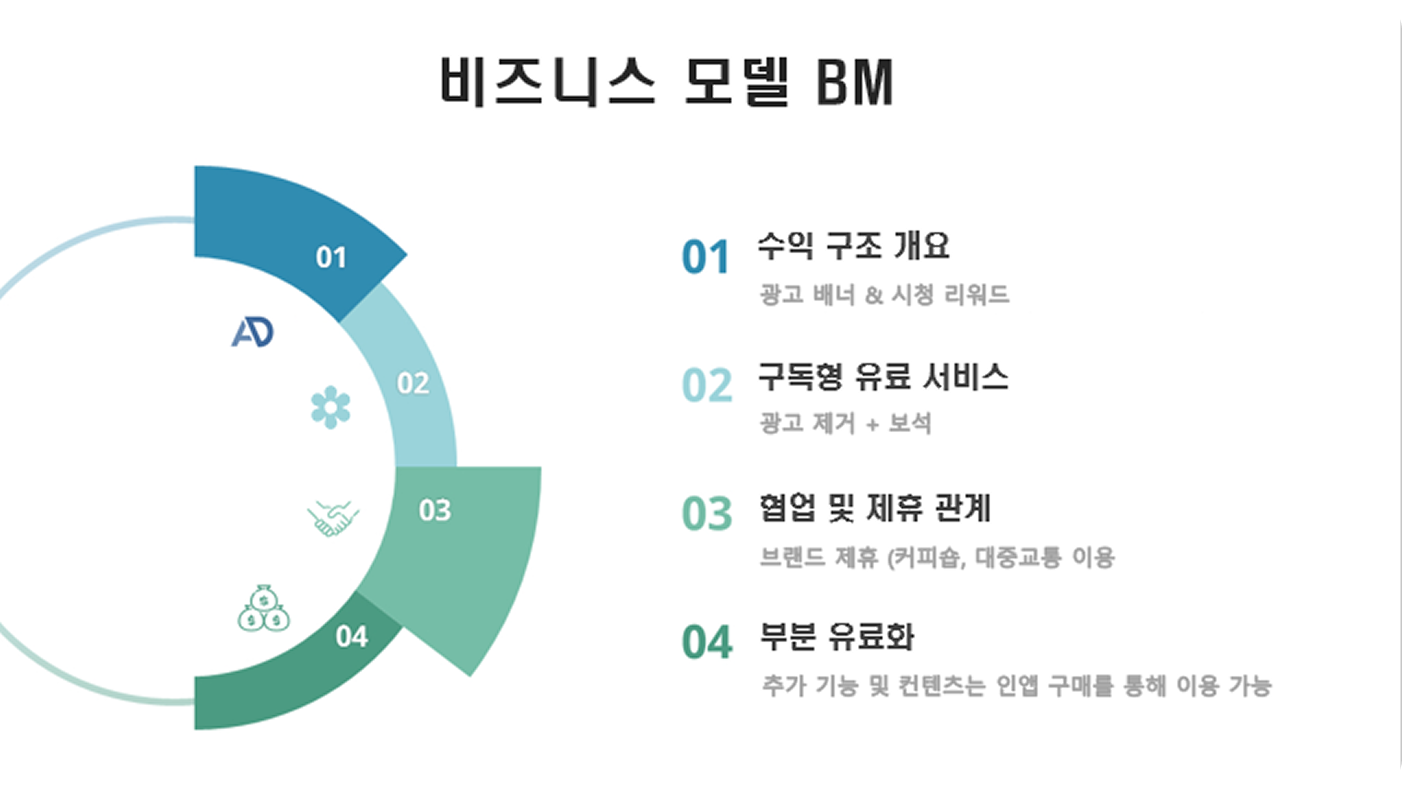 비즈니스 모델 BM
01
AD
02
03
04
01 수익 구조 개요
광고 배너 & 시청 리워드
02 구독형 유료 서비스
광고 제거 + 보석
03 협업 및 제휴 관계
브랜드 제휴 (커피숍, 대중교통 이용
04 부분 유료화
추가 기능 및 컨텐츠는 인앱 구매를 통해 이용 가능